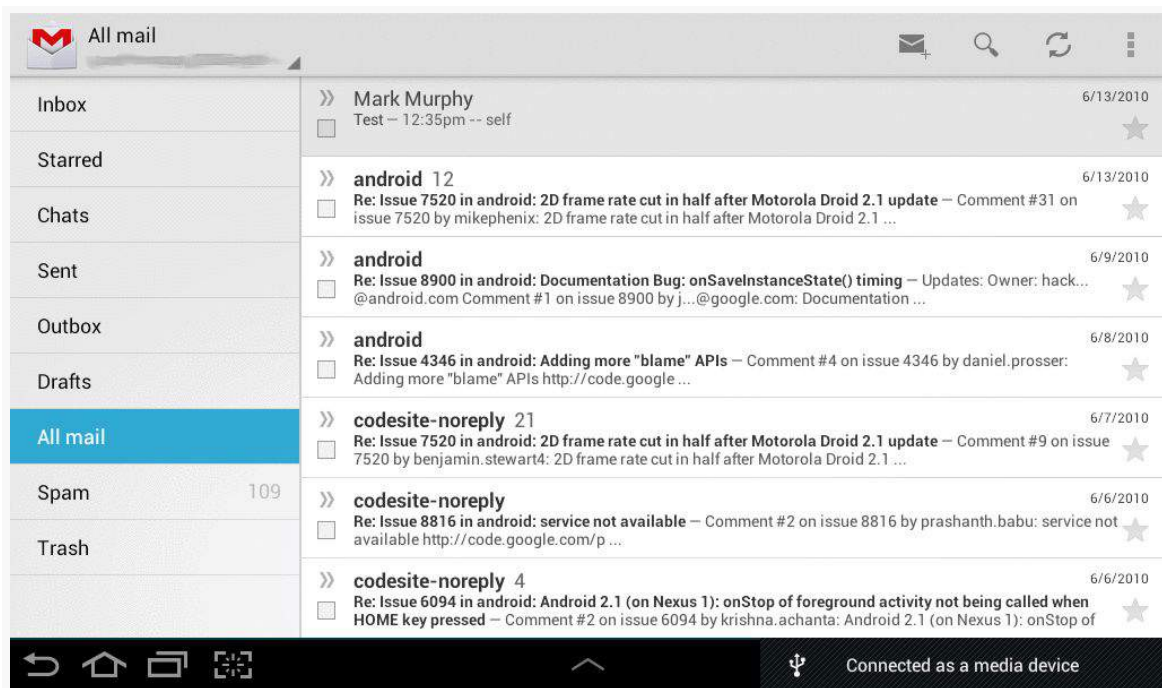 All mail
Inbox
Starred
Chats
Sent
Outbox
Drafts
All mail
Spam 109
Trash
Mark Murphy 6/13/2010
Test – 12:35pm -- self
android 12 6/13/2010
Re: Issue 7520 in android: 2D frame rate cut in half after Motorola Droid 2.1 update – Comment #31 on
issue 7520 by mikephenix: 2D frame rate cut in half after Motorola Droid 2.1 ...
android 6/9/2010
Re: Issue 8900 in android: Documentation Bug: onSaveInstanceState() timing – Updates: Owner: hack...
@android.com Comment #1 on issue 8900 by j...@google.com: Documentation ...
android 6/8/2010
Re: Issue 4346 in android: Adding more "blame" APIs – Comment #4 on issue 4346 by daniel.prosser:
Adding more "blame" APIs http://code.google ...
codesite-noreply 21 6/7/2010
Re: Issue 7520 in android: 2D frame rate cut in half after Motorola Droid 2.1 update – Comment #9 on issue
7520 by benjamin.stewart4: 2D frame rate cut in half after Motorola Droid 2.1 ...
codesite-noreply 6/6/2010
Re: Issue 8816 in android: service not available – Comment #2 on issue 8816 by prashanth.babu: service not
available http://code.google.com/p ...
codesite-noreply 4 6/6/2010
Re: Issue 6094 in android: Android 2.1 (on Nexus 1): onStop of foreground activity not being called when
HOME key pressed – Comment #2 on issue 6094 by krishna.achanta: Android 2.1 (on Nexus 1): onStop of
Connected as a media device